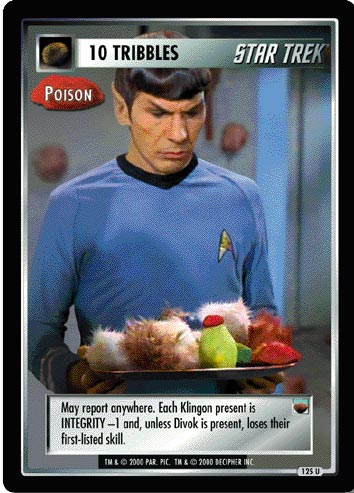 10 TRIBBLES
STAR TREK
POISON
May report anywhere. Each Klingon present is
INTEGRITY –1 and, unless Divok is present, loses their
first-listed skill.
125 U
TM & © 2000 PAR. PIC. TM & © 2000 DECIPHER INC.